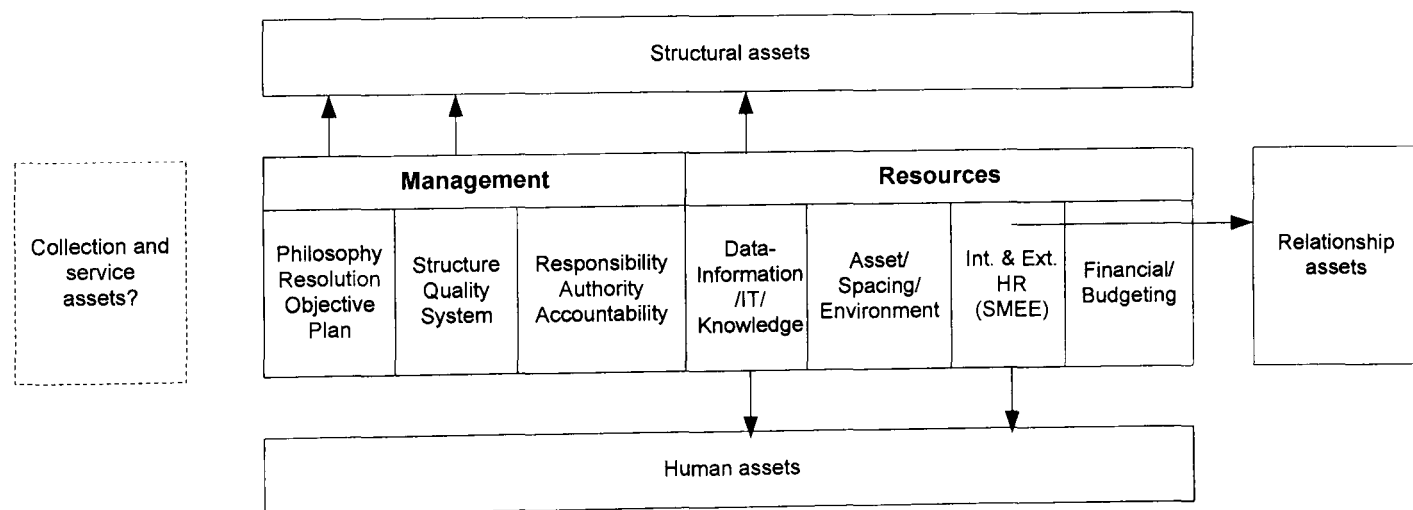 Structural assets
Management
Resources
Collection and
service
assets?
Philosophy
Resolution
Objective
Plan
Structure
Quality
System
Responsibility
Authority
Accountability
Data-
Information
/IT/
Knowledge
Asset/
Spacing/
Environment
Int. & Ext.
HR
(SMEE)
Financial/
Budgeting
Relationship
assets
Human assets